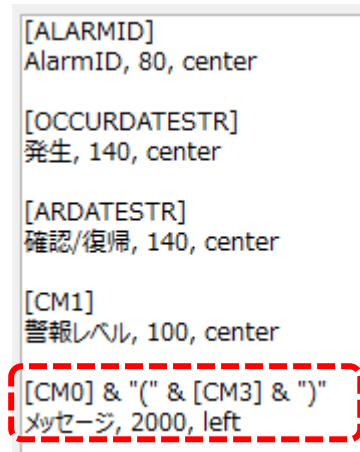 [ALARMID]
AlarmID, 80, center
[OCCURDATESTR]
発生, 140, center
[ARDATESTR]
確認/復帰, 140, center
[CM1]
警報レベル, 100, center
[CM0] & "(" & [CM3] & ")"
メッセージ, 2000, left